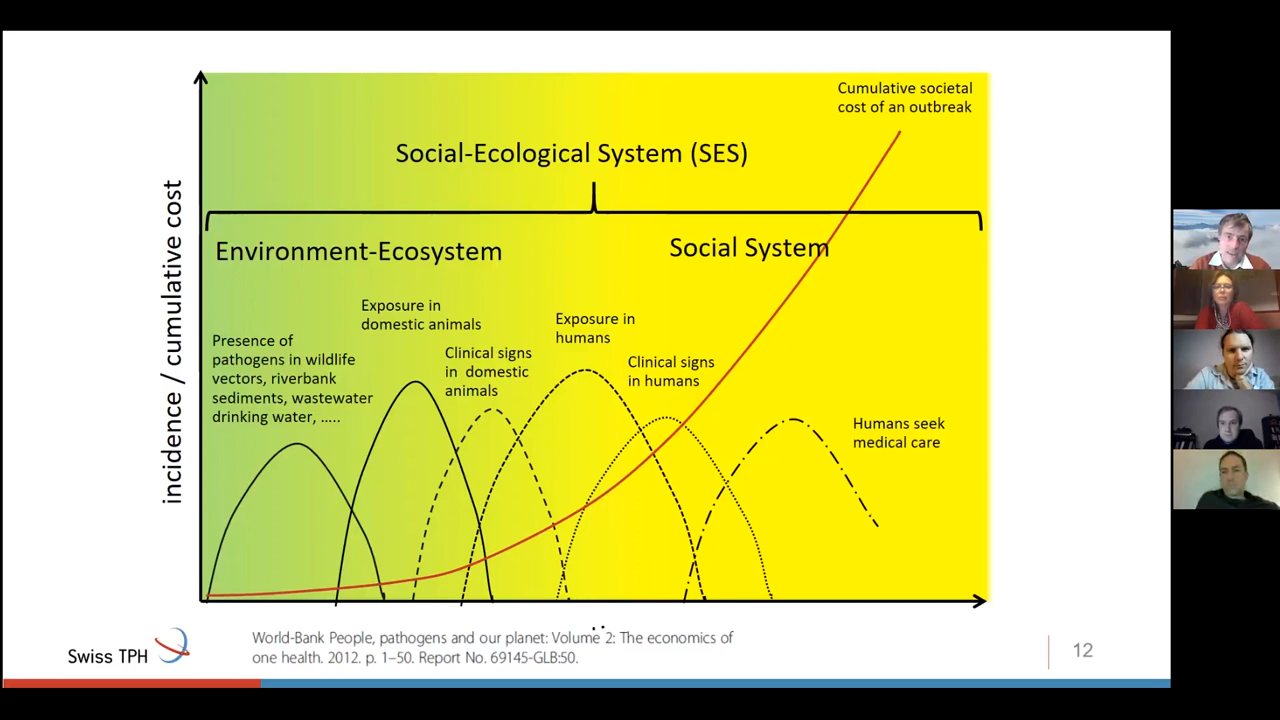 Cumulative societal
cost of an outbreak
Social-Ecological System (SES)
Environment-Ecosystem
Social System
incidence / cumulative cost
Presence of
pathogens in wildlife
vectors, riverbank
sediments, wastewater
drinking water, .....
Exposure in
domestic animals
Clinical signs
in domestic
animals
Exposure in
humans
Clinical signs
in humans
Humans seek
medical care
Swiss TPH
World-Bank People, pathogens and our planet: Volume 2: The economics of
one health. 2012. p. 1–50. Report No. 69145-GLB:50.
12